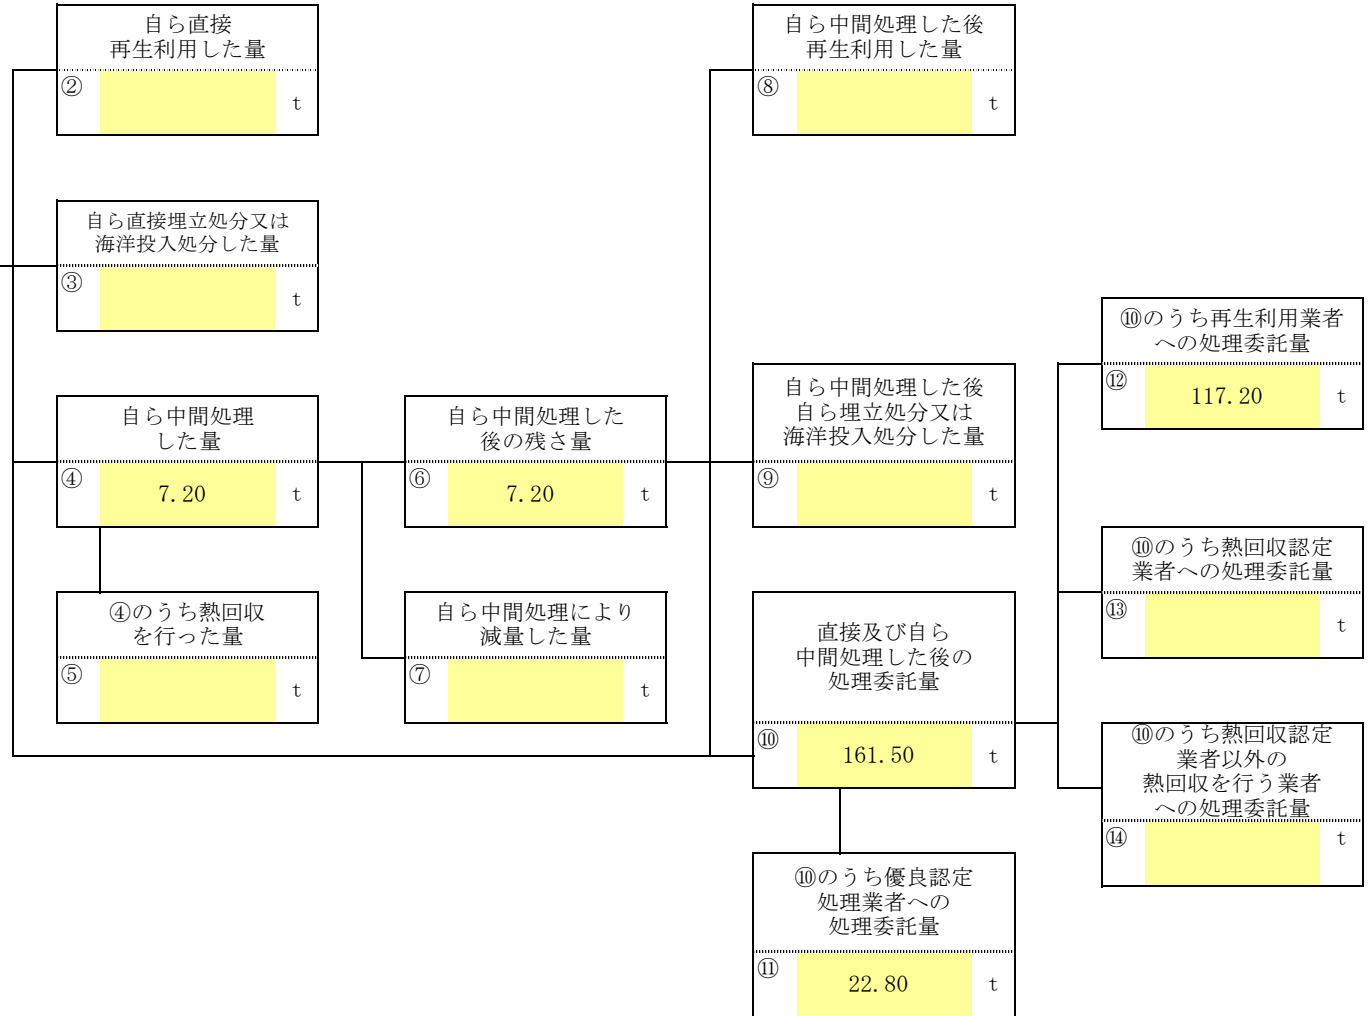 自ら直接
再生利用した量
②
t
自ら中間処理した後
再生利用した量
⑧
t
自ら直接埋立処分又は
海洋投入処分した量
③
t
⑩のうち再生利用業者
への処理委託量
⑫ 117.20 t
自ら中間処理
した量
④ 7.20 t
自ら中間処理した
後の残さ量
⑥ 7.20 t
自ら中間処理した後
自ら埋立処分又は
海洋投入処分した量
⑨
t
⑩のうち熱回収認定
業者への処理委託量
⑬
t
④のうち熱回収
を行った量
⑤
t
自ら中間処理により
減量した量
⑦
t
直接及び自ら
中間処理した後の
処理委託量
⑩ 161.50 t
⑩のうち熱回収認定
業者以外の
熱回収を行う業者
への処理委託量
⑭
t
⑩のうち優良認定
処理業者への
処理委託量
⑪ 22.80 t